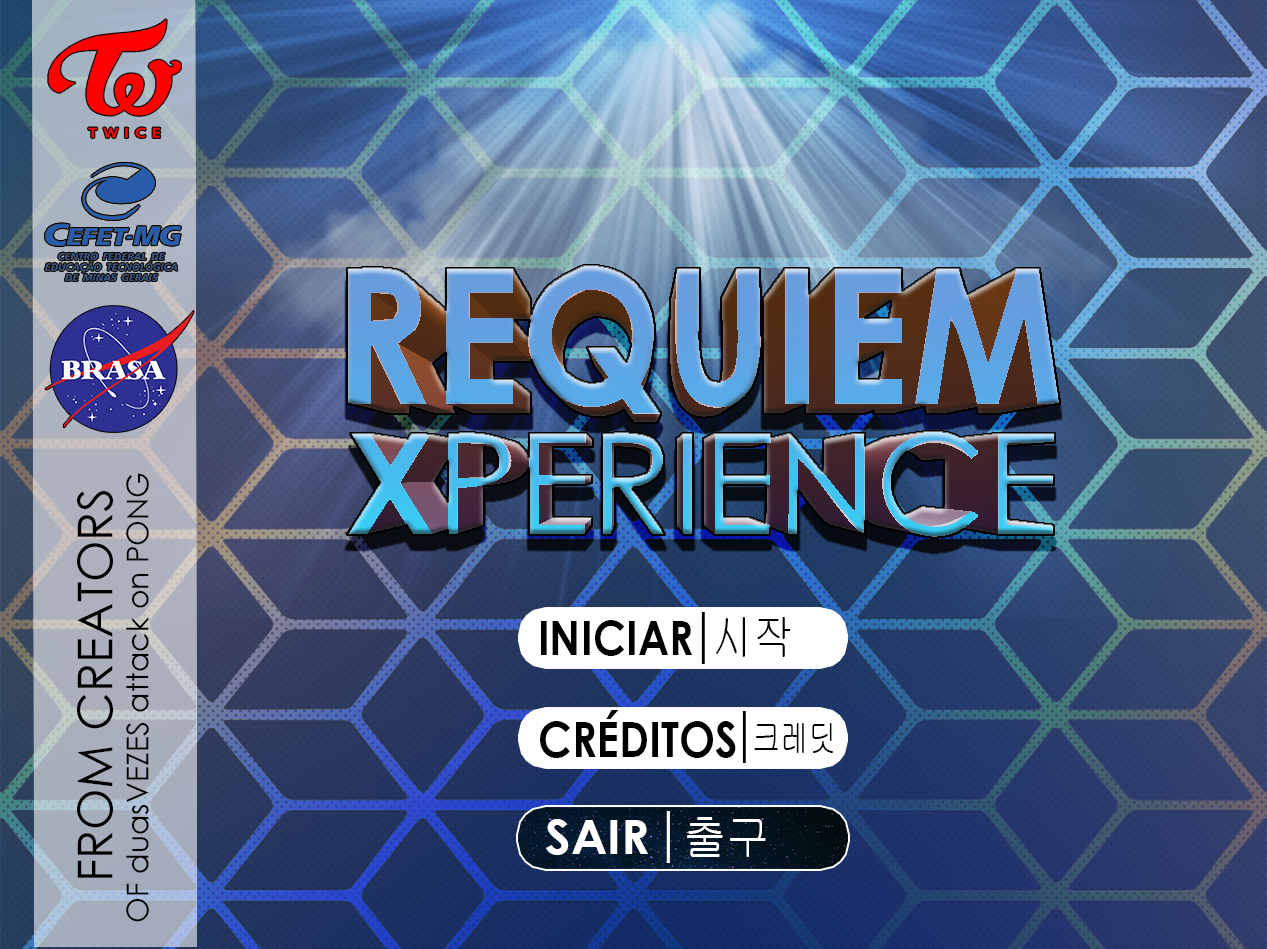 TWICE
CEFET-MG
CENTRO FEDERAL DE
EDUCAÇÃO TECNOLÓGICA
DE MINAS GERAIS
BRASA
FROM CREATORS
OF duasVEZES attack on PONG
REQUIEM
XPERIENCE
INICIAR|시작
CRÉDITOS|크레딧
SAIR|출구